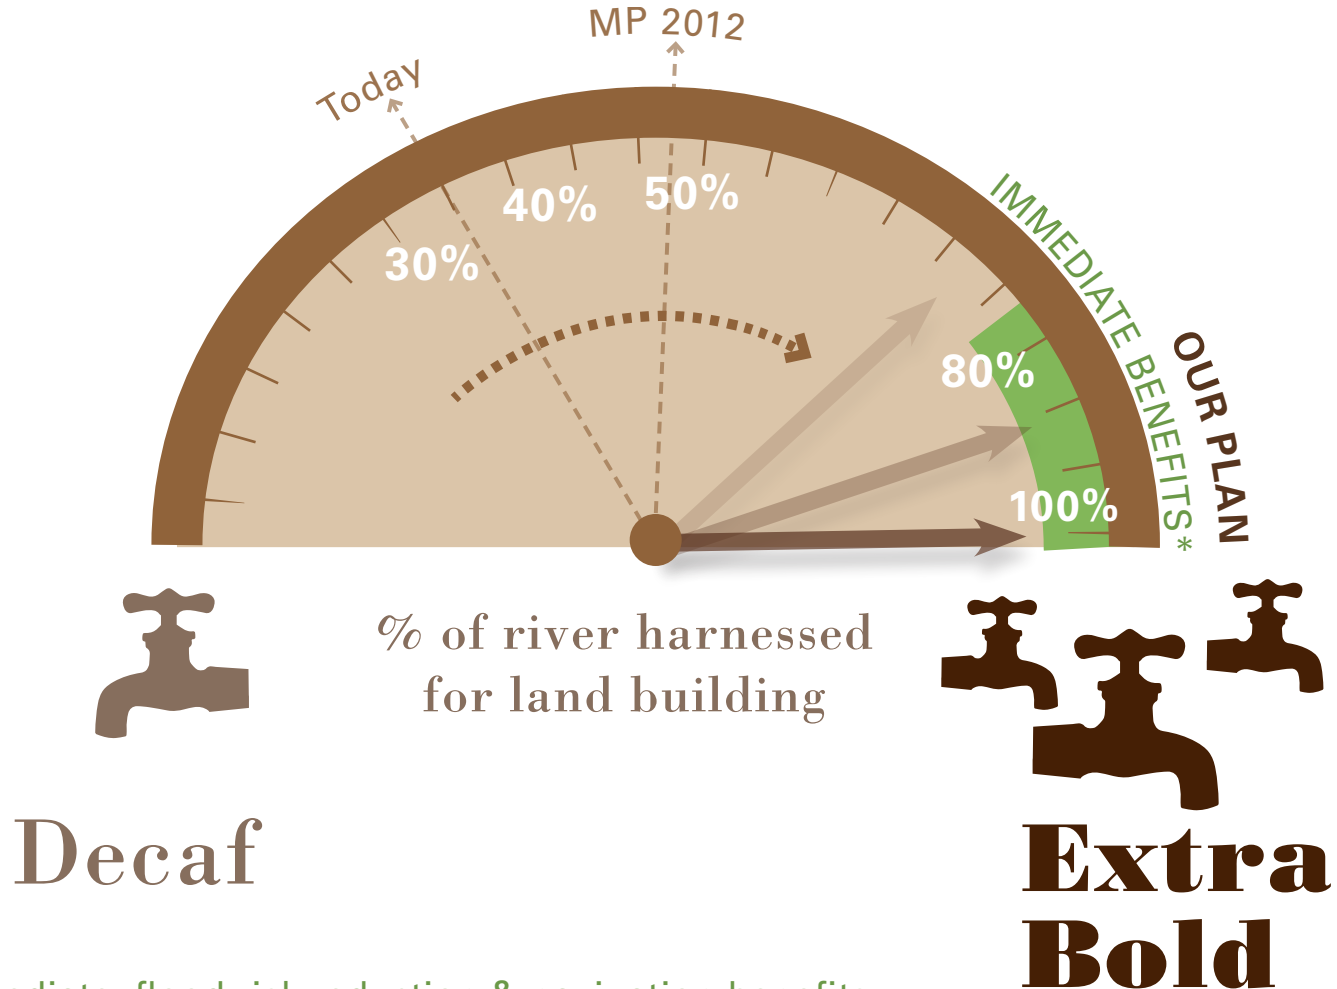 MP 2012
Today
40%
50%
30%
IMMEDIATE BENEFITS*
OUR PLAN
80%
100%
% of river harnessed
for land building
Decaf
Extra
Bold
&